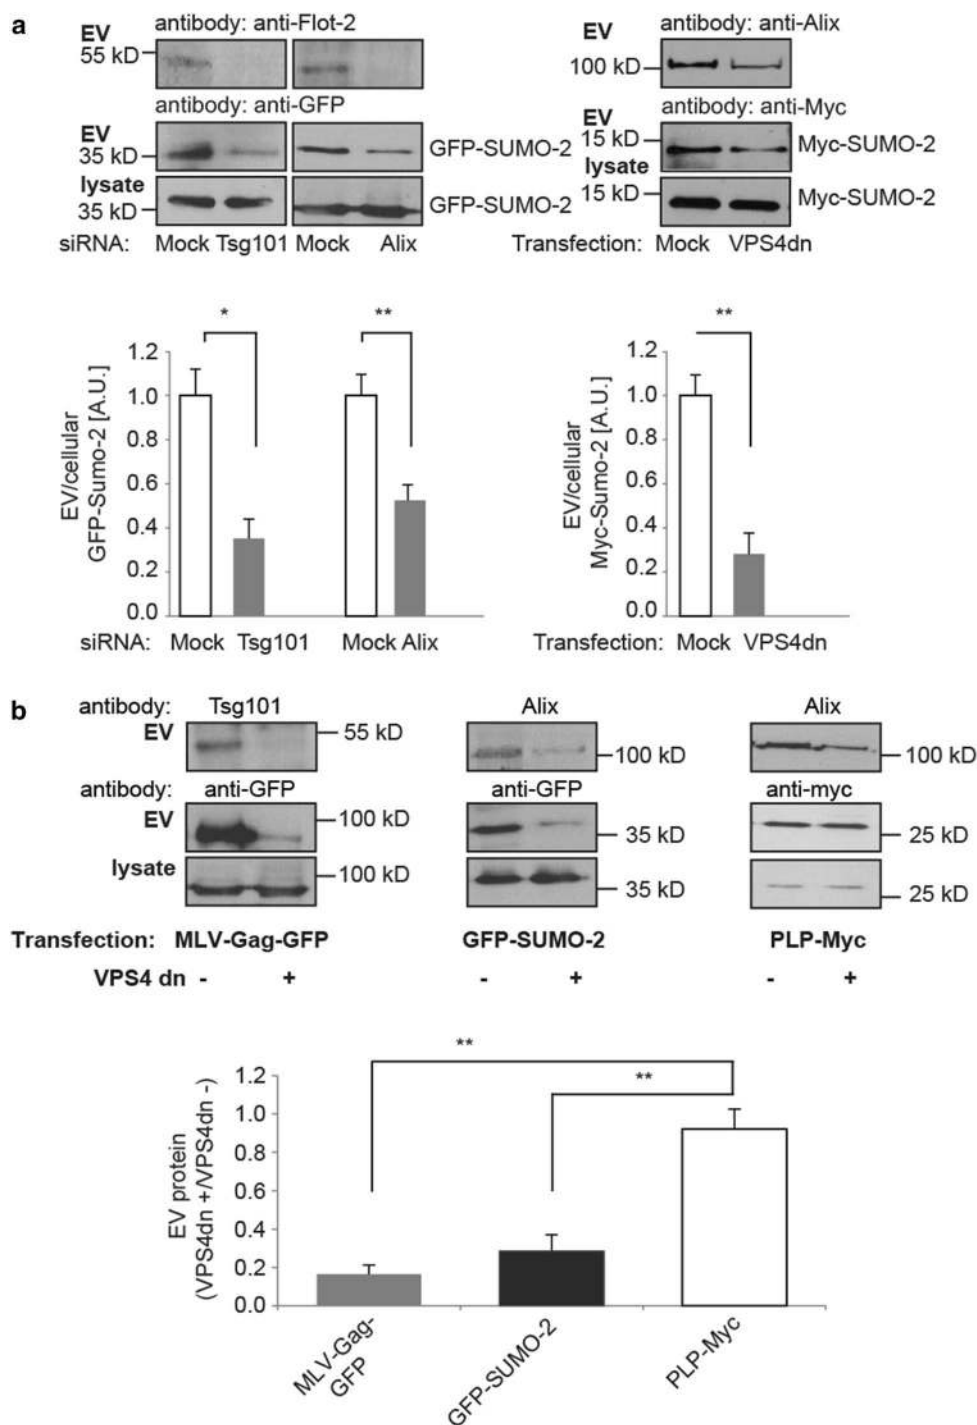 a
antibody: anti-Flot-2
EV
55 kD
antibody: anti-GFP
EV
35 kD
GFP-SUMO-2
lysate
35 kD
GFP-SUMO-2
siRNA: Mock Tsg101 Mock Alix
antibody: anti-Alix
EV
100 kD
antibody: anti-Myc
EV
15 kD
Myc-SUMO-2
lysate
15 kD
Myc-SUMO-2
Transfection: Mock VPS4dn
* **
EV/cellular
GFP-Sumo-2 [A.U.]
1.2
1.0
0.8
0.6
0.4
0.2
0.0
siRNA: Mock Tsg101 Mock Alix
**
EV/cellular
Myc-Sumo-2 [A.U.]
1.2
1.0
0.8
0.6
0.4
0.2
0.0
Transfection: Mock VPS4dn
b
antibody: Tsg101 Alix Alix
EV 55 kD 100 kD 100 kD
antibody: anti-GFP anti-GFP anti-myc
EV 100 kD 35 kD 25 kD
lysate 100 kD 35 kD 25 kD
Transfection: MLV-Gag-GFP GFP-SUMO-2 PLP-Myc
VPS4 dn - + - + - +
**
**
EV protein
(VPS4dn +/VPS4dn -)
1.2
1.0
0.8
0.6
0.4
0.2
0.0
MLV-Gag-
GFP
GFP-SUMO-2
PLP-Myc